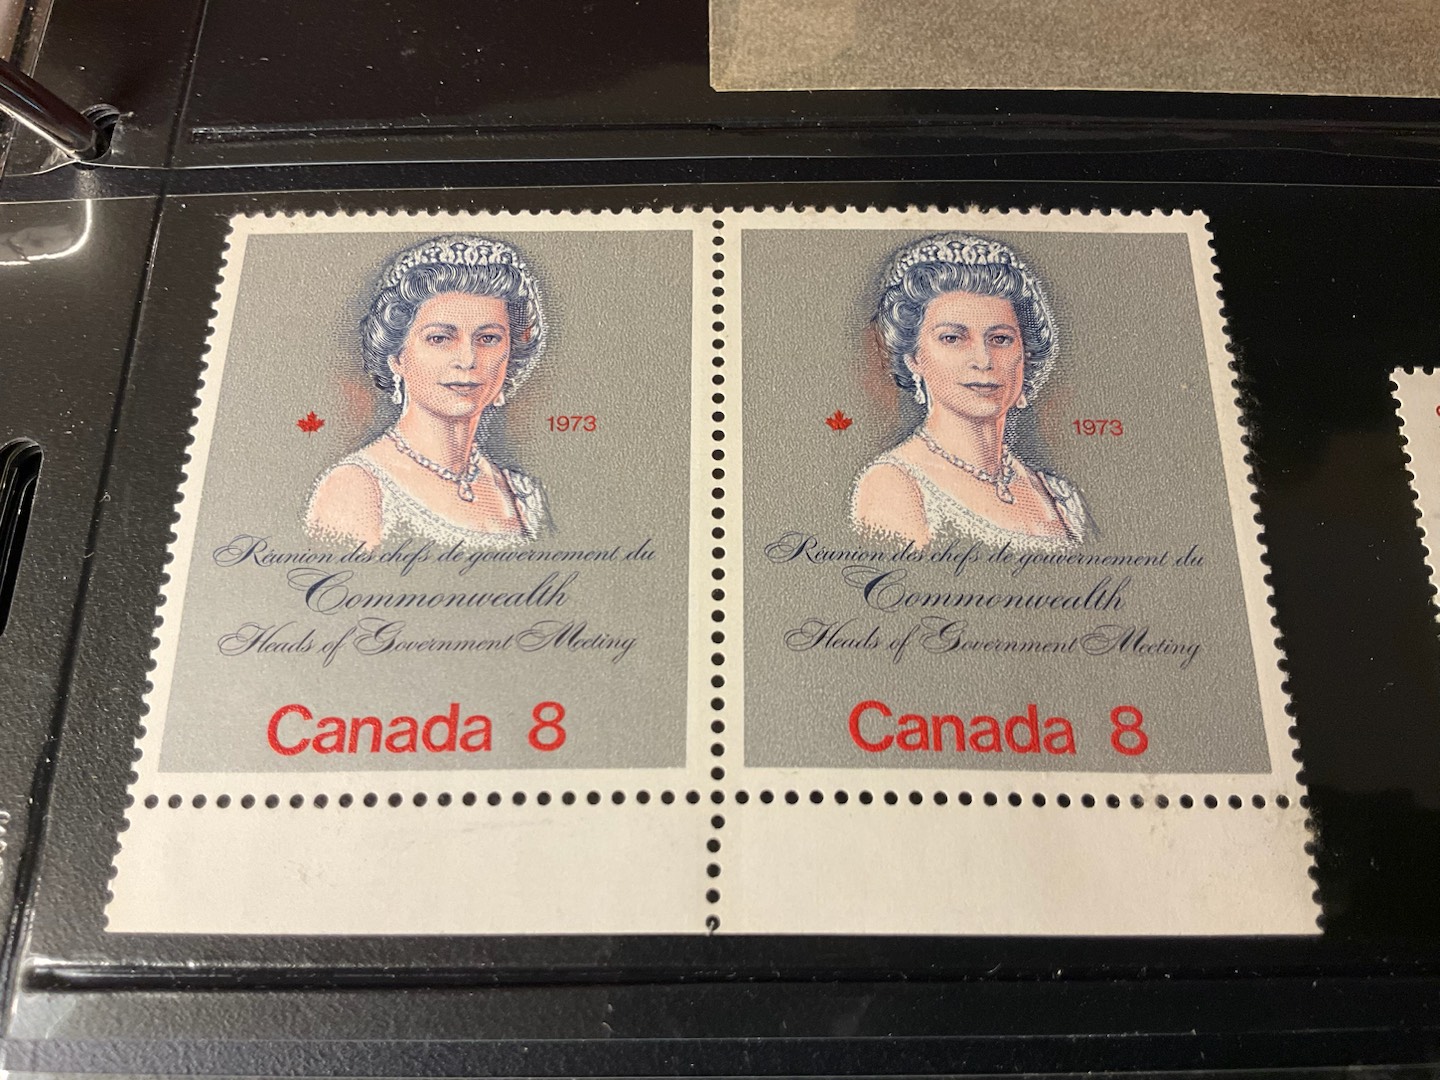 1973
Réunion des chefs de gouvernement du
Commonwealth
Heads of Government Meeting
Canada 8
1973
Réunion des chefs de gouvernement du
Commonwealth
Heads of Government Meeting
Canada 8